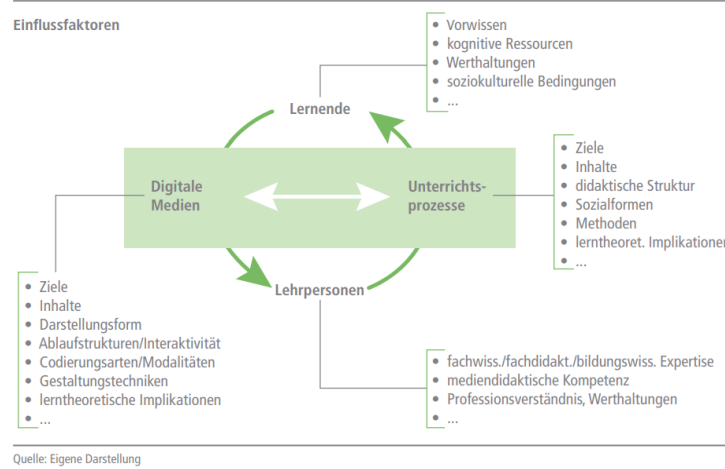 Einflussfaktoren
• Vorwissen
• kognitive Ressourcen
• Werthaltungen
• soziokulturelle Bedingungen
• ...
Lernende
Digitale
Medien
Unterrichts-
prozesse
• Ziele
• Inhalte
• didaktische Struktur
• Sozialformen
• Methoden
• lerntheoret. Implikationen
• ...
Lehrpersonen
• Ziele
• Inhalte
• Darstellungsform
• Ablaufstrukturen/Interaktivität
• Codierungsarten/Modalitäten
• Gestaltungstechniken
• lerntheoretische Implikationen
• ...
• fachwiss./fachdidakt./bildungswiss. Expertise
• mediendidaktische Kompetenz
• Professionsverständnis, Werthaltungen
• ...
Quelle: Eigene Darstellung